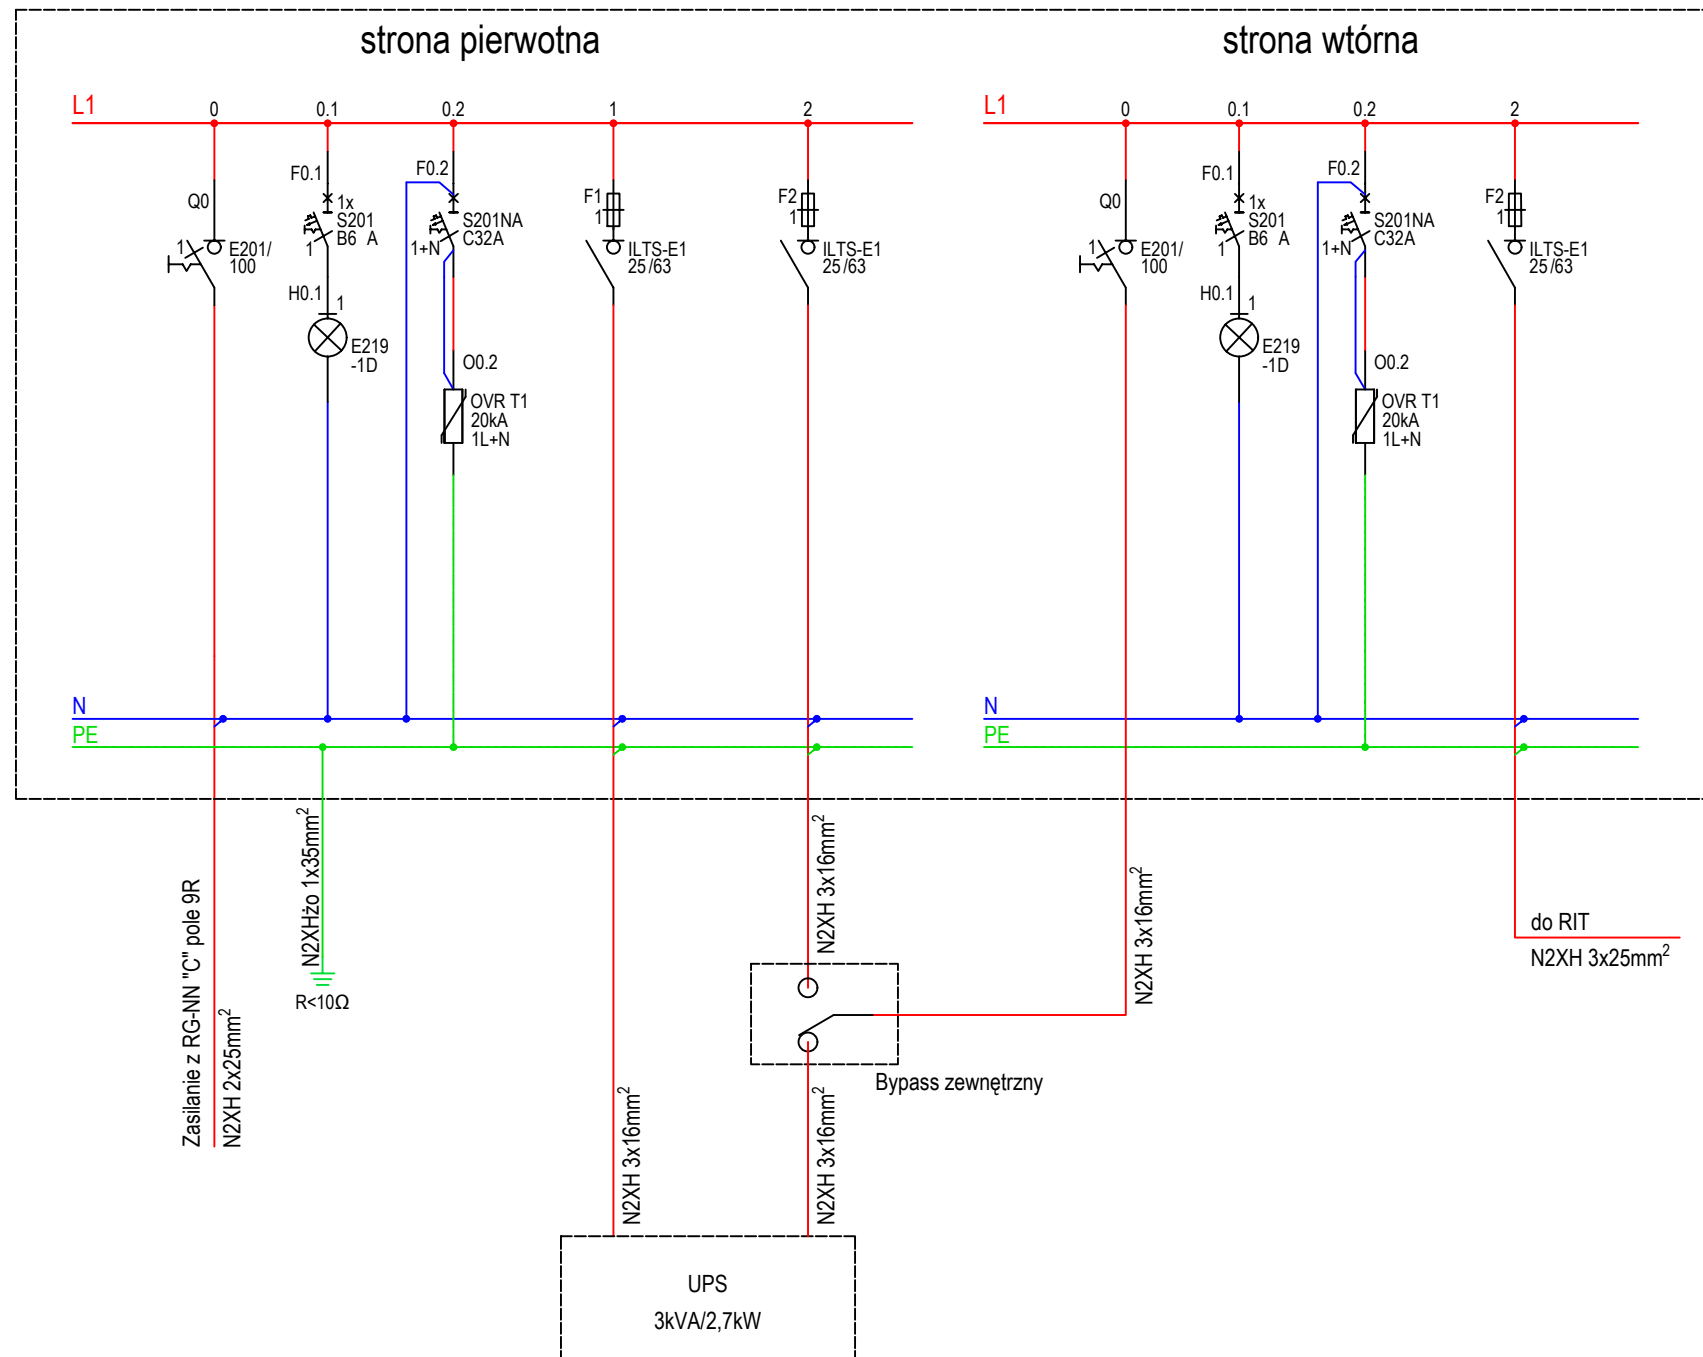 strona pierwotna
strona wtórna
L1
0
0.1
0.2
1
2
L1
0
0.1
0.2
2
Q0
1
E201/
100
F0.1
1x
S201
B6 A
1
H0.1
1
E219
-1D
F0.2
S201NA
C32A
1+N
O0.2
OVR T1
20kA
1L+N
F1
1
ILTS-E1
25/63
F2
1
ILTS-E1
25/63
Q0
1
E201/
100
F0.1
1x
S201
B6 A
1
H0.1
1
E219
-1D
F0.2
S201NA
C32A
1+N
O0.2
OVR T1
20kA
1L+N
F2
1
ILTS-E1
25/63
N
PE
N
PE
Zasilanie z RG-NN "C" pole 9R
N2XH 2x25mm²
N2XHżo 1x35mm²
R<10Ω
N2XH 3x16mm²
N2XH 3x16mm²
N2XH 3x16mm²
N2XH 3x16mm²
Bypass zewnętrzny
do RIT
N2XH 3x25mm²
UPS
3kVA/2,7kW